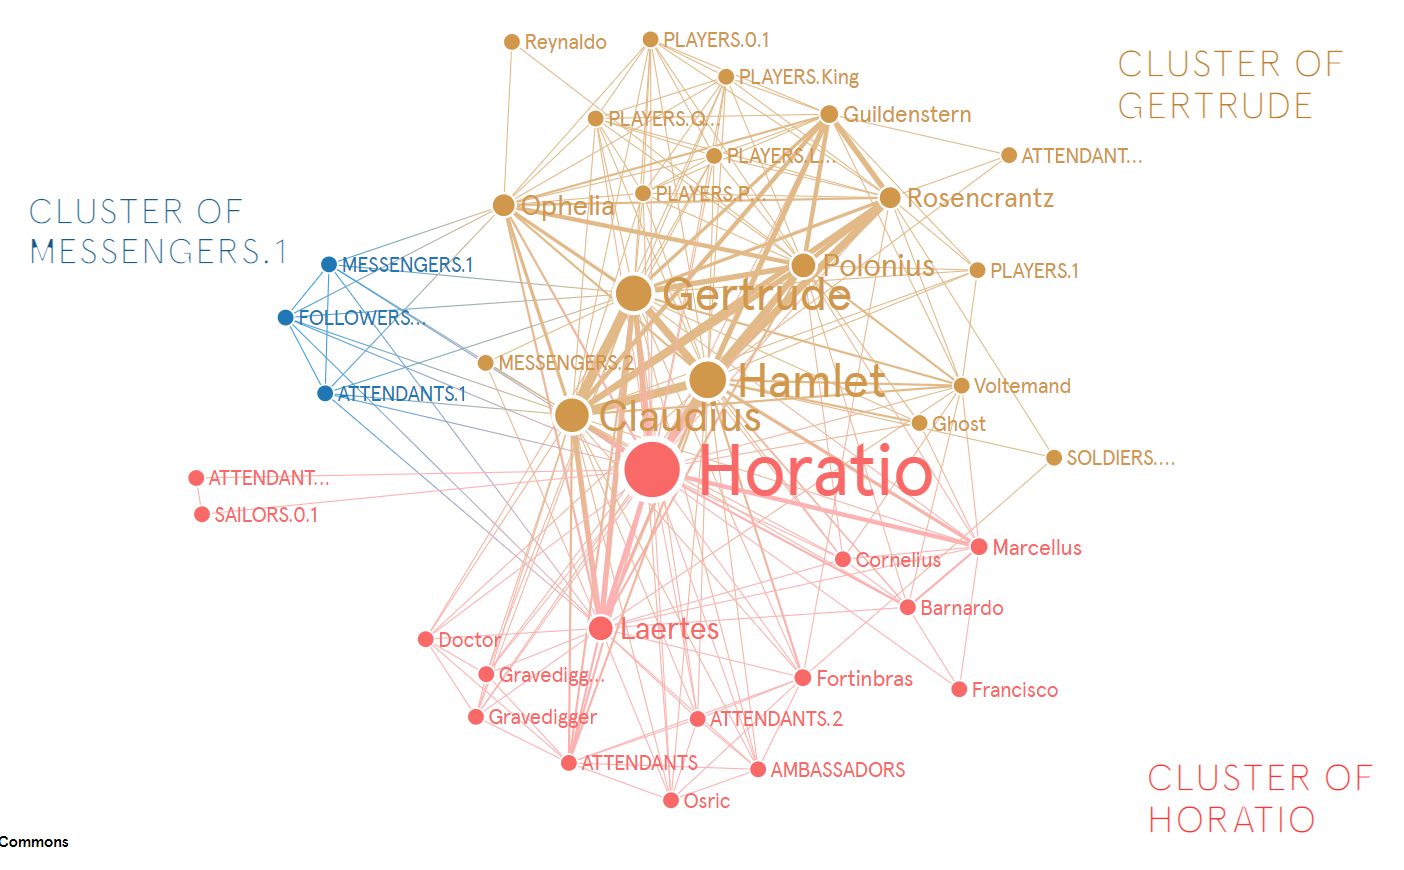 Reynaldo
PLAYERS.0.1
CLUSTER OF
GERTRUDE
PLAYERS.King
Guildenstern
PLAYERS.Q...
PLAYERS.L...
ATTENDANT...
PLAYERS.P...
Rosencrantz
Ophelia
CLUSTER OF
MESSENGERS.1
MESSENGERS.1
Polonius
PLAYERS.1
Gertrude
FOLLOWERS...
MESSENGERS.2
Hamlet
Voltemand
ATTENDANTS.1
Claudius
Ghost
SOLDIERS....
Horatio
ATTENDANT...
SAILORS.0.1
Marcellus
Cornelius
Barnardo
Laertes
Doctor
Gravedigg...
Fortinbras
Francisco
Gravedigger
ATTENDANTS.2
ATTENDANTS
AMBASSADORS
Osric
CLUSTER OF
HORATIO
Commons